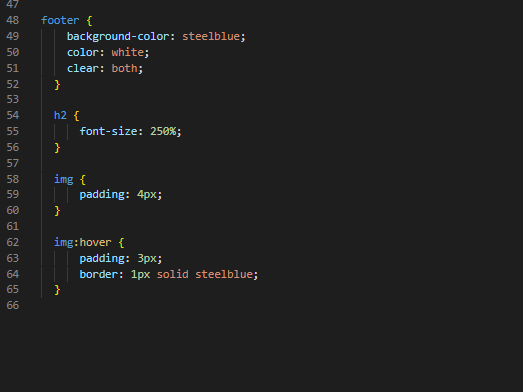 47
48 footer {
49 background-color: steelblue;
50 color: white;
51 clear: both;
52 }
53
54 h2 {
55 font-size: 250%;
56 }
57
58 img {
59 padding: 4px;
60 }
61
62 img:hover {
63 padding: 3px;
64 border: 1px solid steelblue;
65 }
66